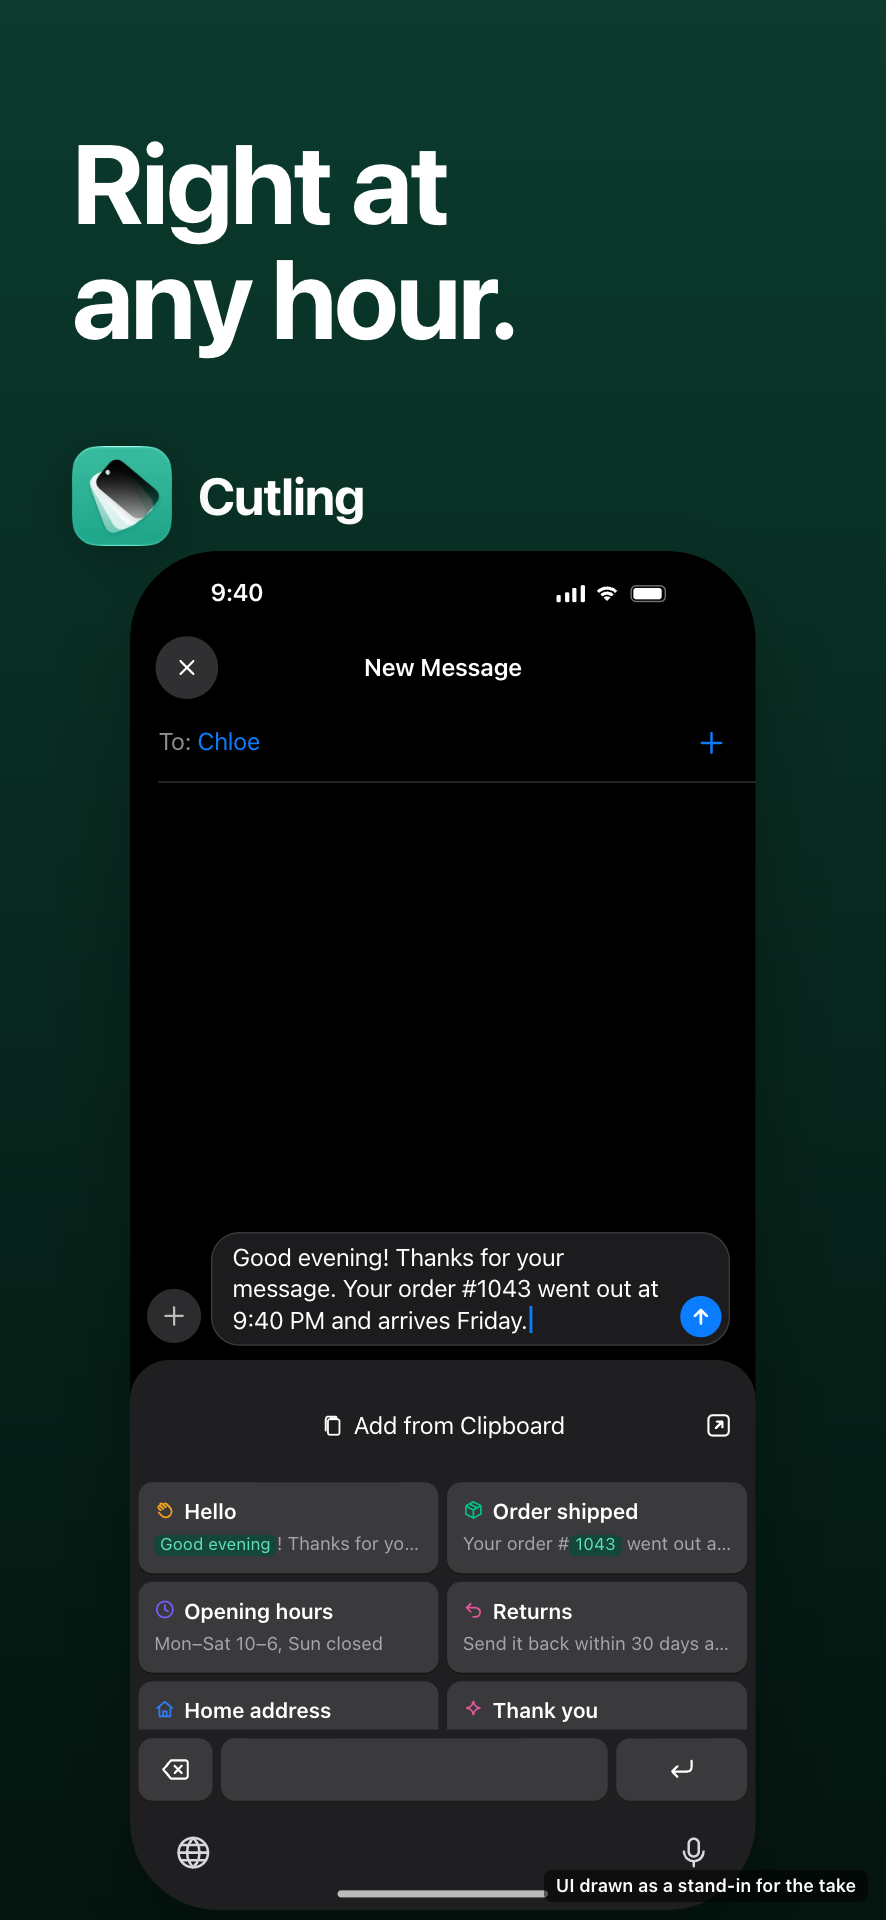 Right at
any hour.
Cutling
9:40
New Message
To: Chloe
Good evening! Thanks for your
message. Your order #1043 went out at
9:40 PM and arrives Friday.
Add from Clipboard
Hello
Good evening! Thanks for yo...
Order shipped
Your order #1043 went out a...
Opening hours
Mon–Sat 10–6, Sun closed
Returns
Send it back within 30 days a...
Home address
Thank you
UI drawn as a stand-in for the take